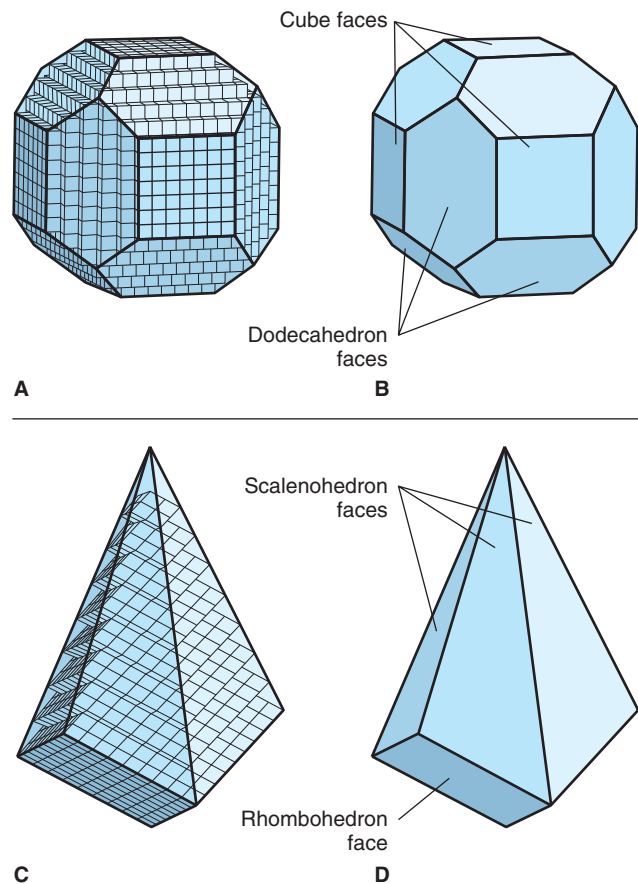 Cube faces
Dodecahedron
faces
A
B
Scalenohedron
faces
Rhombohedron
face
C
D